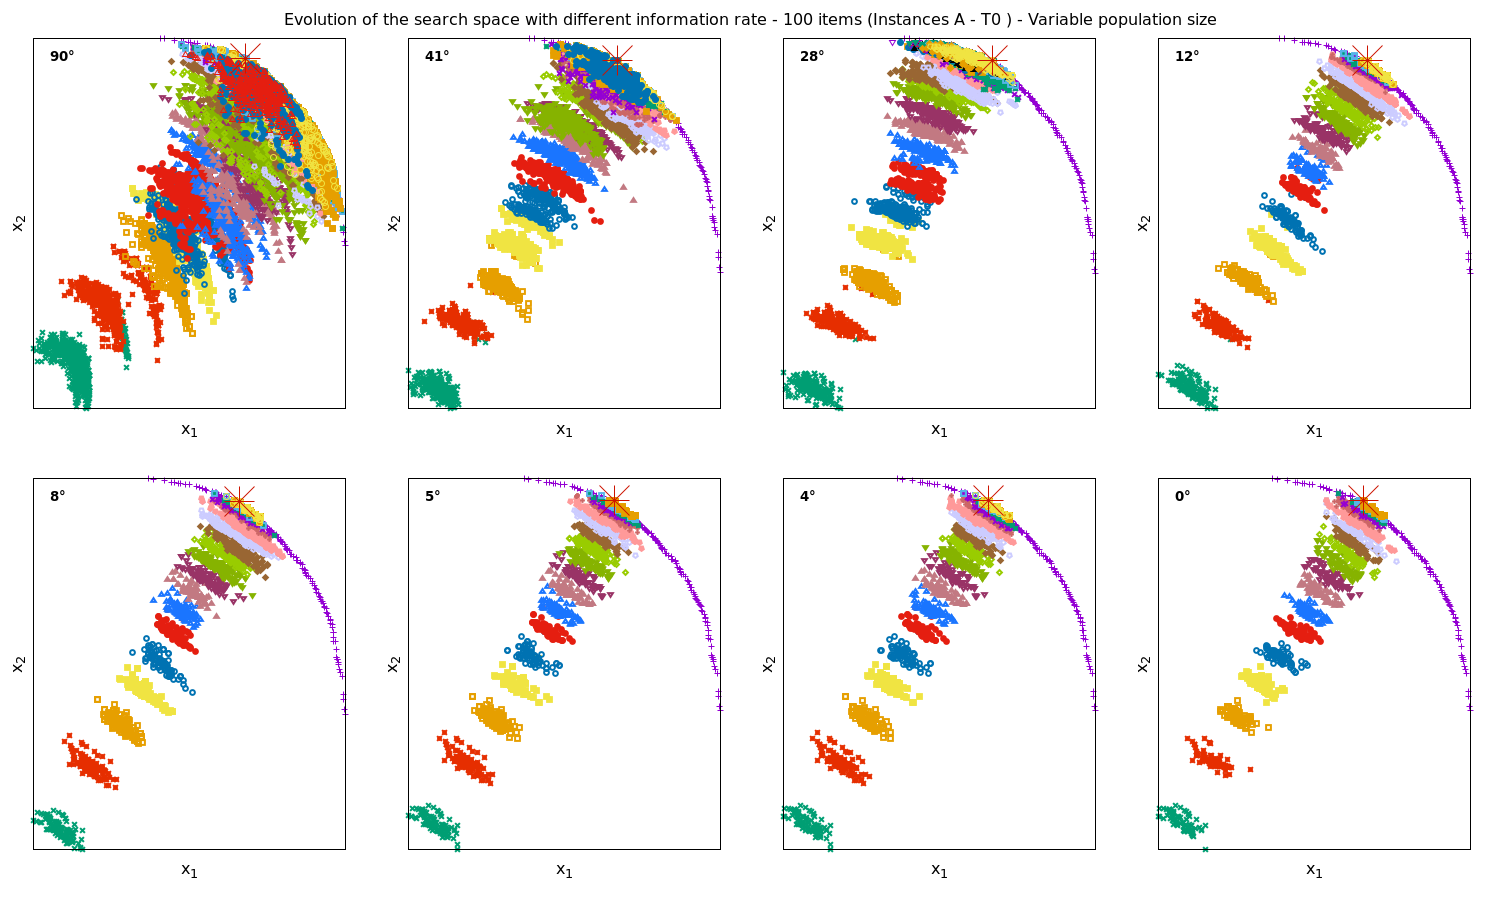 Evolution of the search space with different information rate - 100 items (Instances A - T0 ) - Variable population size
90°
41°
28°
12°
x2
x2
x2
x2
x1
x1
x1
x1
8°
5°
4°
0°
x2
x2
x2
x2
x1
x1
x1
x1